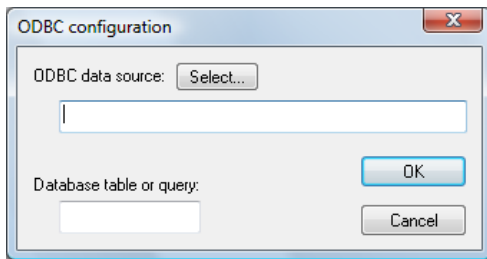 ODBC configuration
ODBC data source: Select...
OK
Database table or query:
Cancel